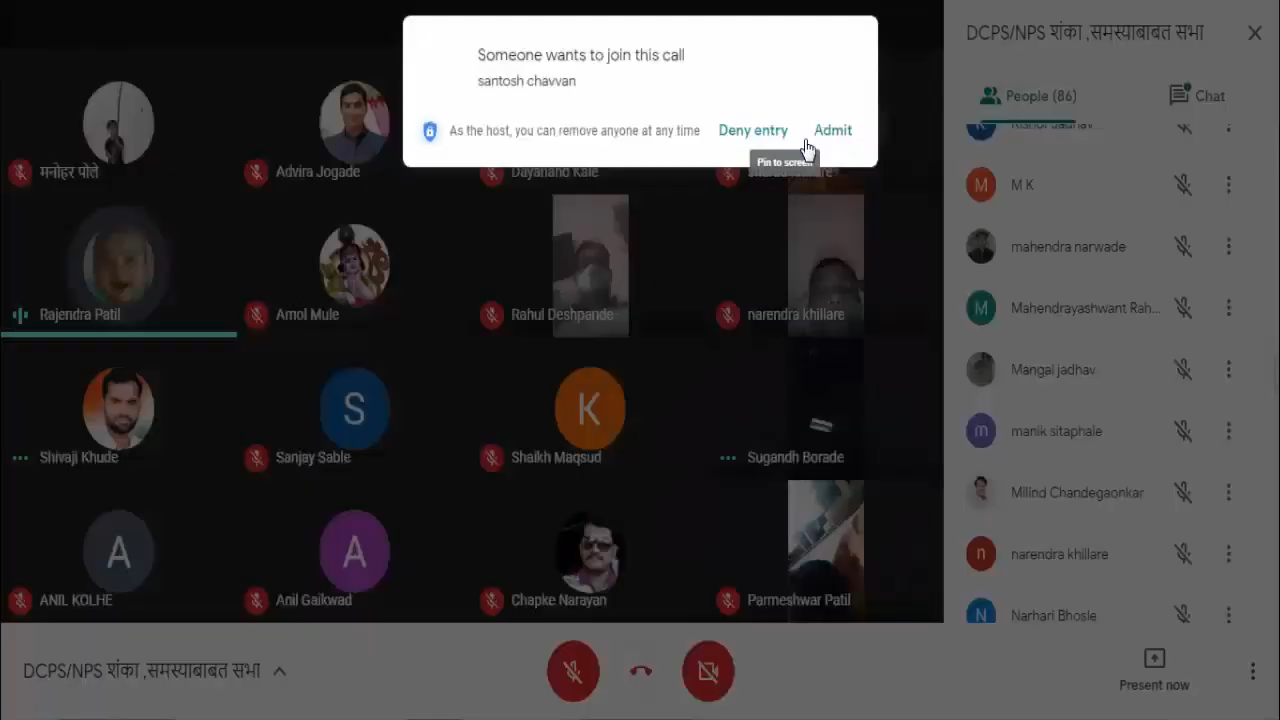 Someone wants to join this call
santosh chavvan
As the host, you can remove anyone at any time
Deny entry
Admit
Pin to screen
DCPS/NPS शंका ,समस्याबाबत सभा
People (86)
Chat
मनोहर पोले
Advira Jogade
Dayanand Kale
Rajendra Patil
Amol Mule
Rahul Deshpande
narendra khillare
Shivaji Khude
S
Sanjay Sable
K
Shaikh Maqsud
Sugandh Borade
A
ANIL KOLHE
A
Anil Gaikwad
Chapke Narayan
Parmeshwar Patil
M
M K
mahendra narwade
M
Mahendrayashwant Rah...
Mangal jadhav
m
manik sitaphale
Milind Chandegaonkar
n
narendra khillare
N
Narhari Bhosle
DCPS/NPS शंका ,समस्याबाबत सभा
Present now